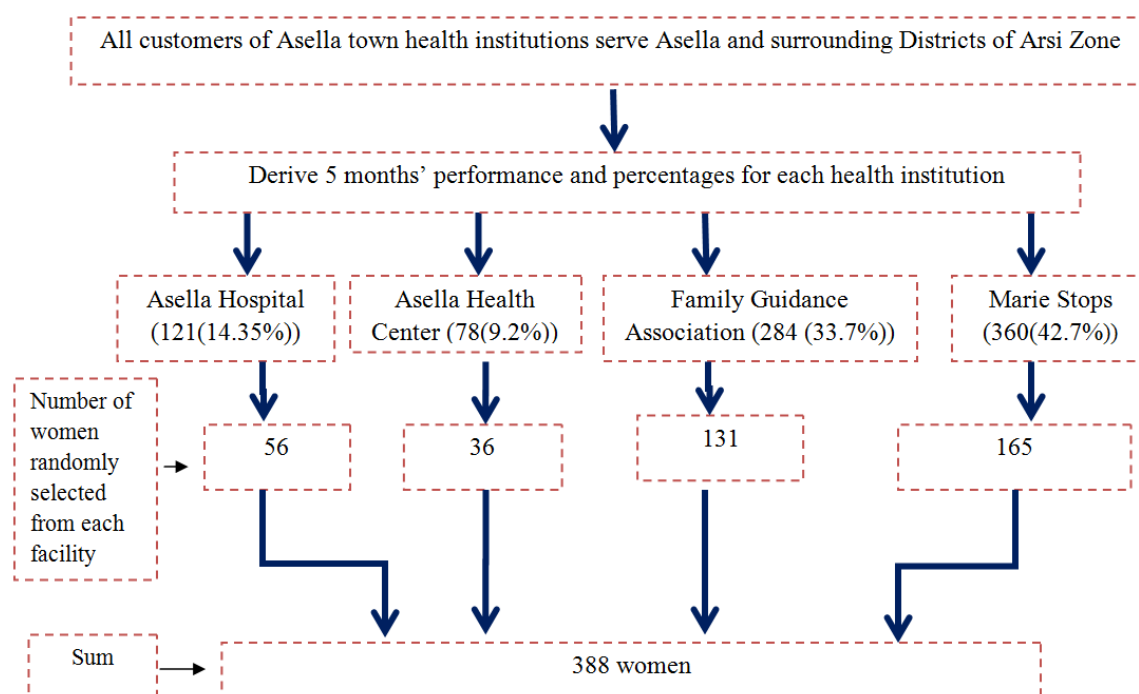 All customers of Asella town health institutions serve Asella and surrounding Districts of Arsi Zone
Derive 5 months’ performance and percentages for each health institution
Asella Hospital
(121(14.35%))
Asella Health
Center (78(9.2%))
Family Guidance
Association (284 (33.7%))
Marie Stops
(360(42.7%))
Number of
women
randomly
selected
from each
facility
56
36
131
165
Sum
388 women